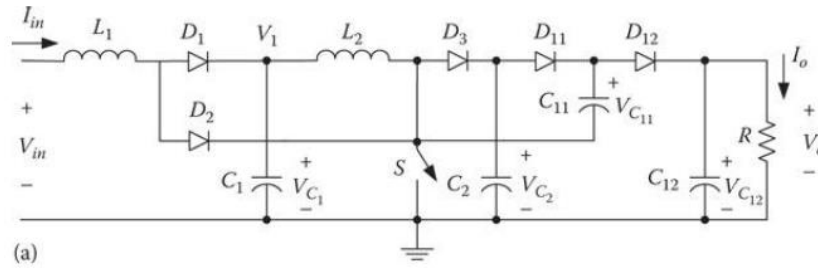 I_in L_1 D_1 V_1 L_2 D_3 D_11 D_12 I_o
D_2 C_11 + V_C11
+ V_in - R +
S
C_1 + V_C1 - C_2 + V_C2 - C_12 + V_C12 -
(a)